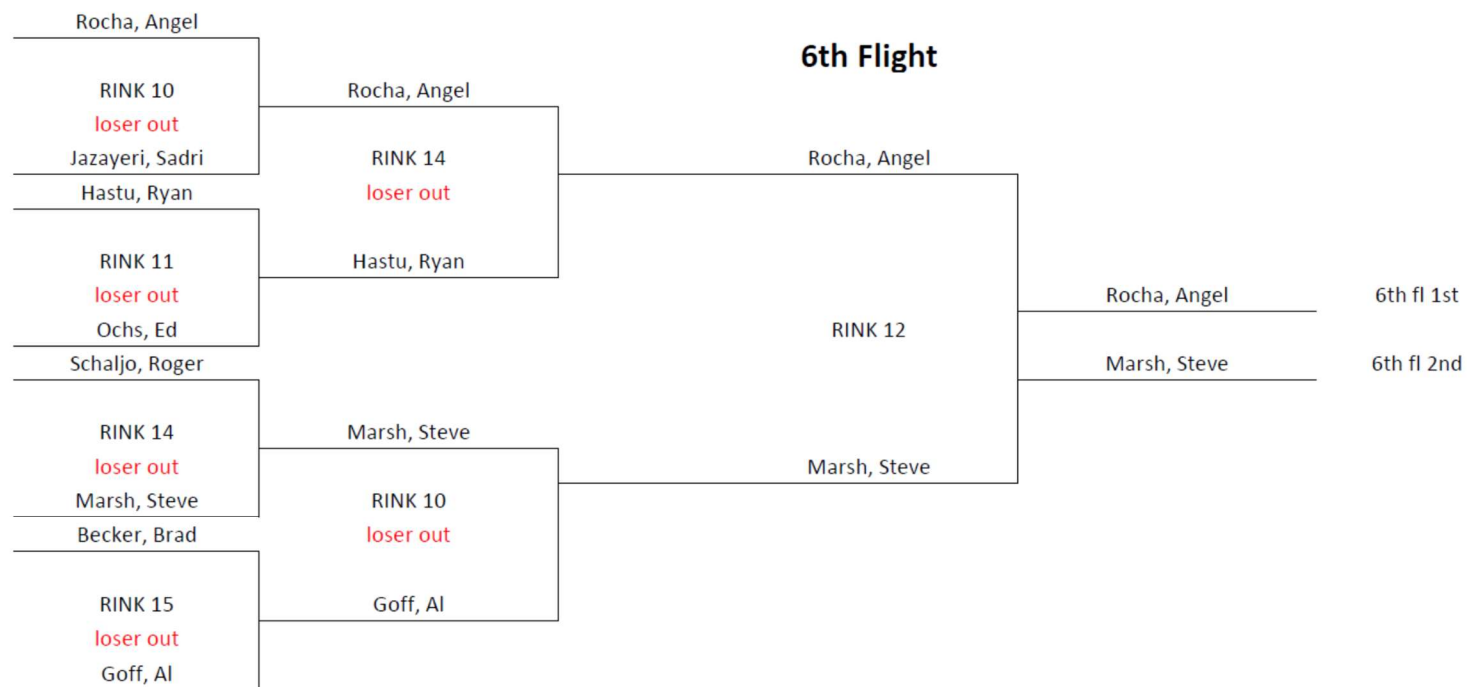 Rocha, Angel
6th Flight
RINK 10
Rocha, Angel
loser out
Jazayeri, Sadri
RINK 14
Rocha, Angel
Hastu, Ryan
loser out
RINK 11
Hastu, Ryan
loser out
Rocha, Angel
6th fl 1st
Ochs, Ed
RINK 12
Schaljo, Roger
Marsh, Steve
6th fl 2nd
RINK 14
Marsh, Steve
loser out
Marsh, Steve
Marsh, Steve
RINK 10
Becker, Brad
loser out
RINK 15
Goff, Al
loser out
Goff, Al